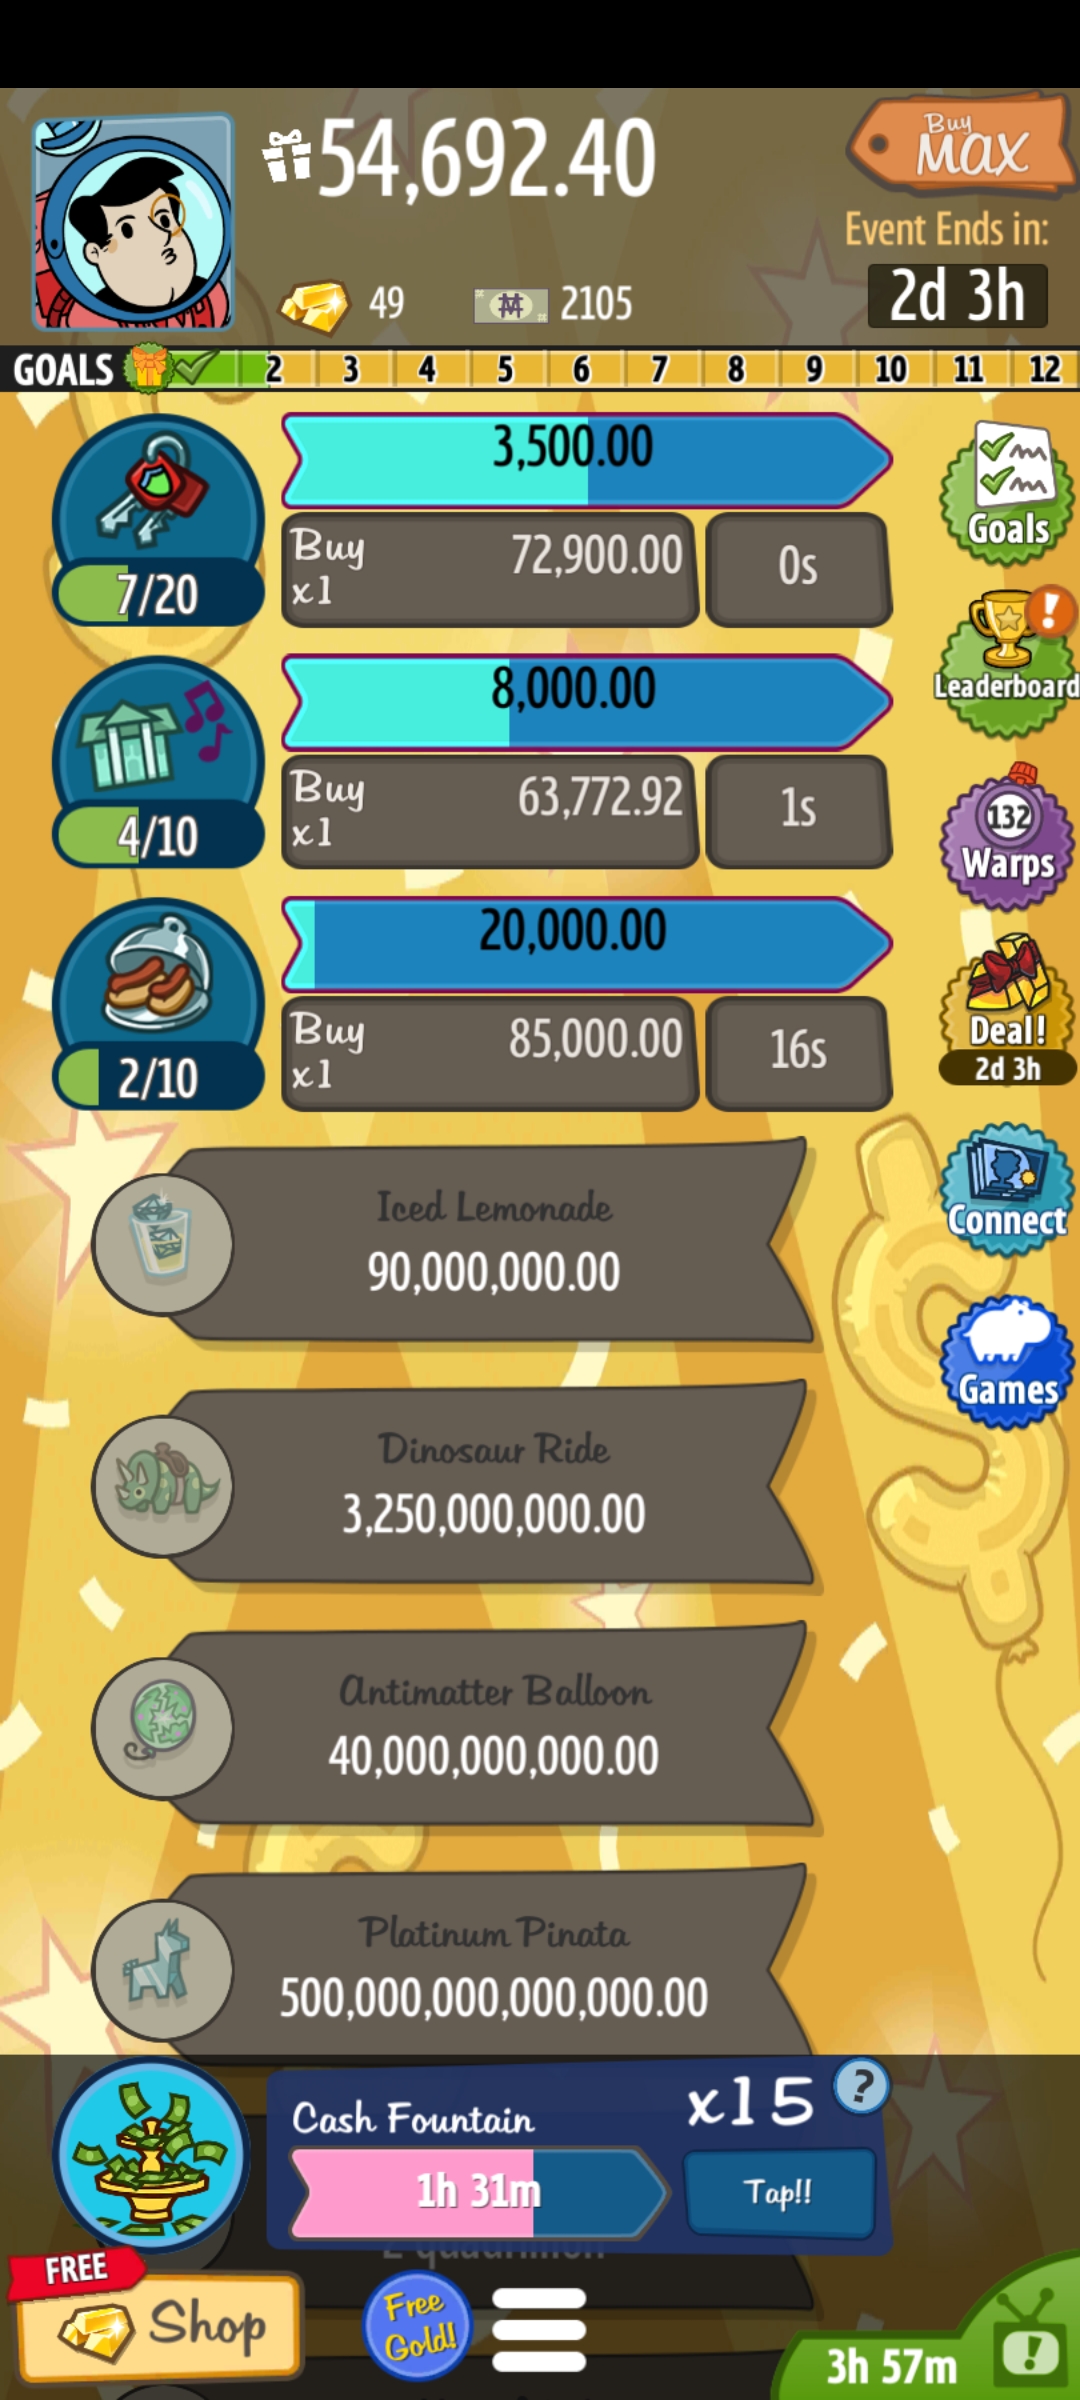 54,692.40
Buy
MAX
Event Ends in:
49
2105
2d 3h
GOALS 2 3 4 5 6 7 8 9 10 11 12
3,500.00
Buy
x1
72,900.00
0s
7/20
Goals
8,000.00
Buy
x1
63,772.92
1s
4/10
Leaderboard
132
Warps
20,000.00
Buy
x1
85,000.00
16s
2/10
Deal!
2d 3h
Iced Lemonade
90,000,000.00
Connect
Games
Dinosaur Ride
3,250,000,000.00
Antimatter Balloon
40,000,000,000.00
Platinum Pinata
500,000,000,000,000.00
Cash Fountain
x15
?
1h 31m
Tap!!
FREE
Shop
Free
Gold!
3h 57m